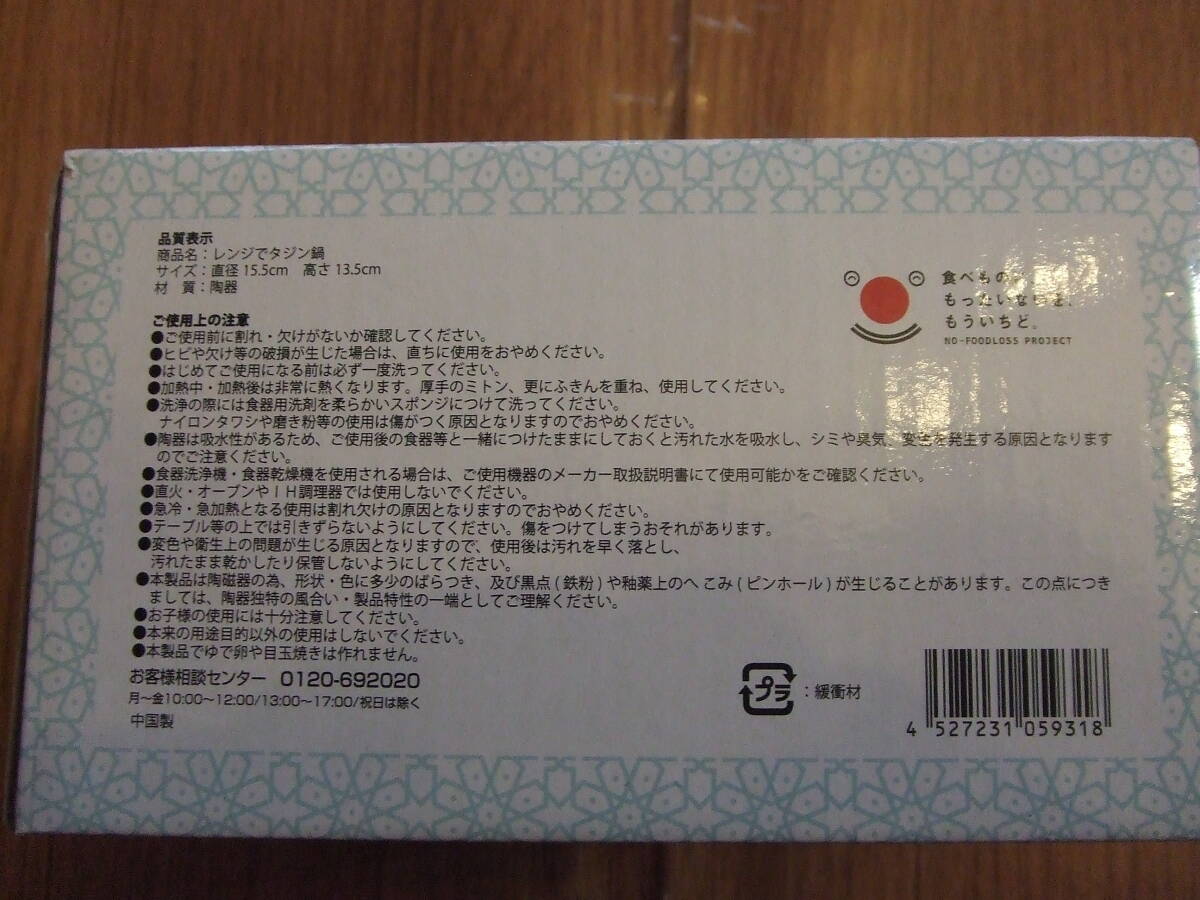 品質表示
商品名：レンジでタジン鍋
サイズ：直径 15.5cm　高さ 13.5cm
材　質：陶器
食べもの
もったいないを、
もういちど。
NO-FOODLOSS PROJECT
ご使用上の注意
●ご使用前に割れ・欠けがないか確認してください。
●ヒビや欠け等の破損が生じた場合は、直ちに使用をおやめください。
●はじめてご使用になる前は必ず一度洗ってください。
●加熱中・加熱後は非常に熱くなります。厚手のミトン、更にふきんを重ね、使用してください。
●洗浄の際には食器用洗剤を柔らかいスポンジにつけて洗ってください。
ナイロンタワシや磨き粉等の使用は傷がつく原因となりますのでおやめください。
●陶器は吸水性があるため、ご使用後の食器等と一緒につけたままにしておくと汚れた水を吸水し、シミや臭気、変色を発生する原因となります
のでご注意ください。
●食器洗浄機・食器乾燥機を使用される場合は、ご使用機器のメーカー取扱説明書にて使用可能かをご確認ください。
●直火・オーブンやＩＨ調理器では使用しないでください。
●急冷・急加熱となる使用は割れ欠けの原因となりますのでおやめください。
●テーブル等の上では引きずらないようにしてください。傷をつけてしまうおそれがあります。
●変色や衛生上の問題が生じる原因となりますので、使用後は汚れを早く落とし、
汚れたまま乾かしたり保管しないようにしてください。
●本製品は陶磁器の為、形状・色に多少のばらつき、及び黒点(鉄粉)や釉薬上のへこみ(ピンホール)が生じることがあります。この点につき
ましては、陶器独特の風合い・製品特性の一端としてご理解ください。
●お子様の使用には十分注意してください。
●本来の用途目的以外の使用はしないでください。
●本製品でゆで卵や目玉焼きは作れません。
お客様相談センター　0120-692020
月～金10:00～12:00/13:00～17:00/祝日は除く
中国製
プラ：緩衝材
4 527231 059318